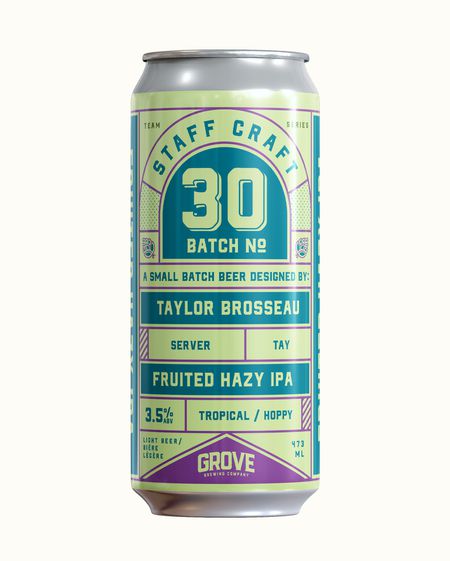 TEAM SERIES
STAFF CRAFT
30
BATCH Nº
A SMALL BATCH BEER DESIGNED BY:
TAYLOR BROSSEAU
SERVER TAY
FRUITED HAZY IPA
3.5% ABV TROPICAL / HOPPY
LIGHT BEER/
BIÈRE
LÉGÈRE
473
ML
GROVE
BREWING COMPANY